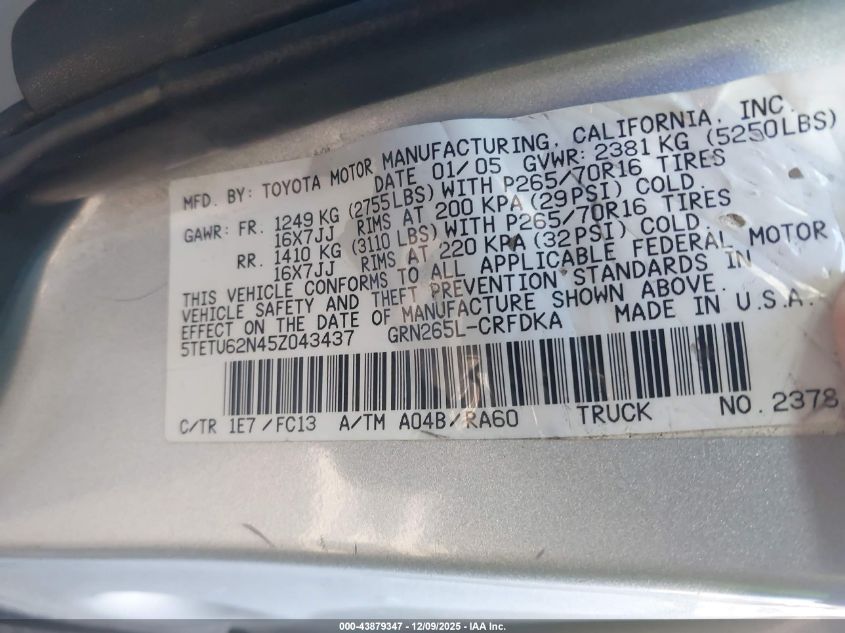 MFD. BY: TOYOTA MOTOR MANUFACTURING, CALIFORNIA, INC.
DATE 01/05 GVWR: 2381 KG (5250LBS)
GAWR: FR. 1249 KG (2755LBS) WITH P265/70R16 TIRES
16X7JJ RIMS AT 200 KPA (29PSI) COLD.
RR. 1410 KG (3110 LBS) WITH P265/70R16 TIRES
16X7JJ RIMS AT 220 KPA (32PSI) COLD.
THIS VEHICLE CONFORMS TO ALL APPLICABLE FEDERAL MOTOR
VEHICLE SAFETY AND THEFT PREVENTION STANDARDS IN
EFFECT ON THE DATE OF MANUFACTURE SHOWN ABOVE.
5TETU62N45Z043437 GRN265L-CRFDKA MADE IN U.S.A.
C/TR 1E7 /FC13 A/TM A04B/RA60 TRUCK NO. 2378
000-43879347 - 12/09/2025 - IAA Inc.